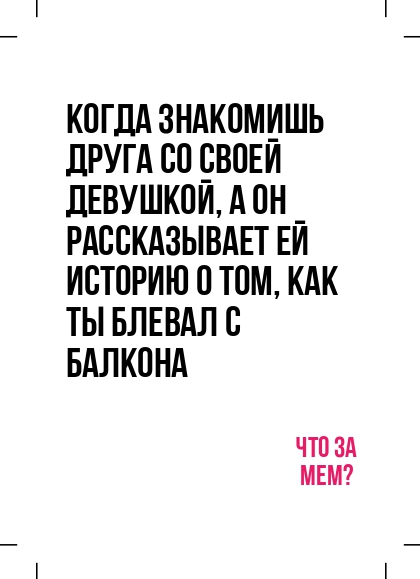 КОГДА ЗНАКОМИШЬ
ДРУГА СО СВОЕЙ
ДЕВУШКОЙ, А ОН
РАССКАЗЫВАЕТ ЕЙ
ИСТОРИЮ О ТОМ, КАК
ТЫ БЛЕВАЛ С
БАЛКОНА
ЧТО ЗА
МЕМ?